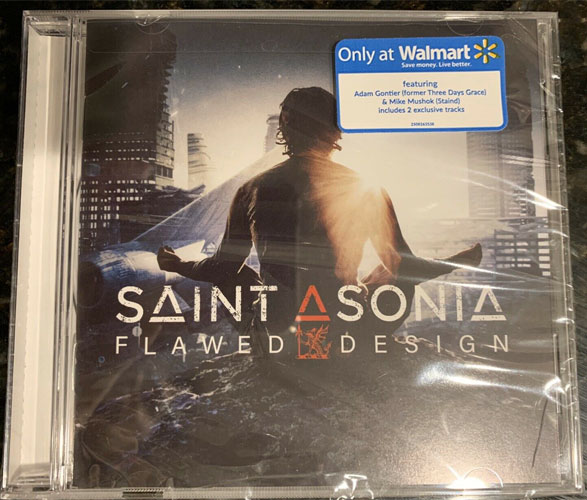 Only at Walmart
Save money. Live better.
featuring
Adam Gontier (former Three Days Grace)
& Mike Mushok (Staind)
includes 2 exclusive tracks
SAINT ASONIA
FLAWED DESIGN